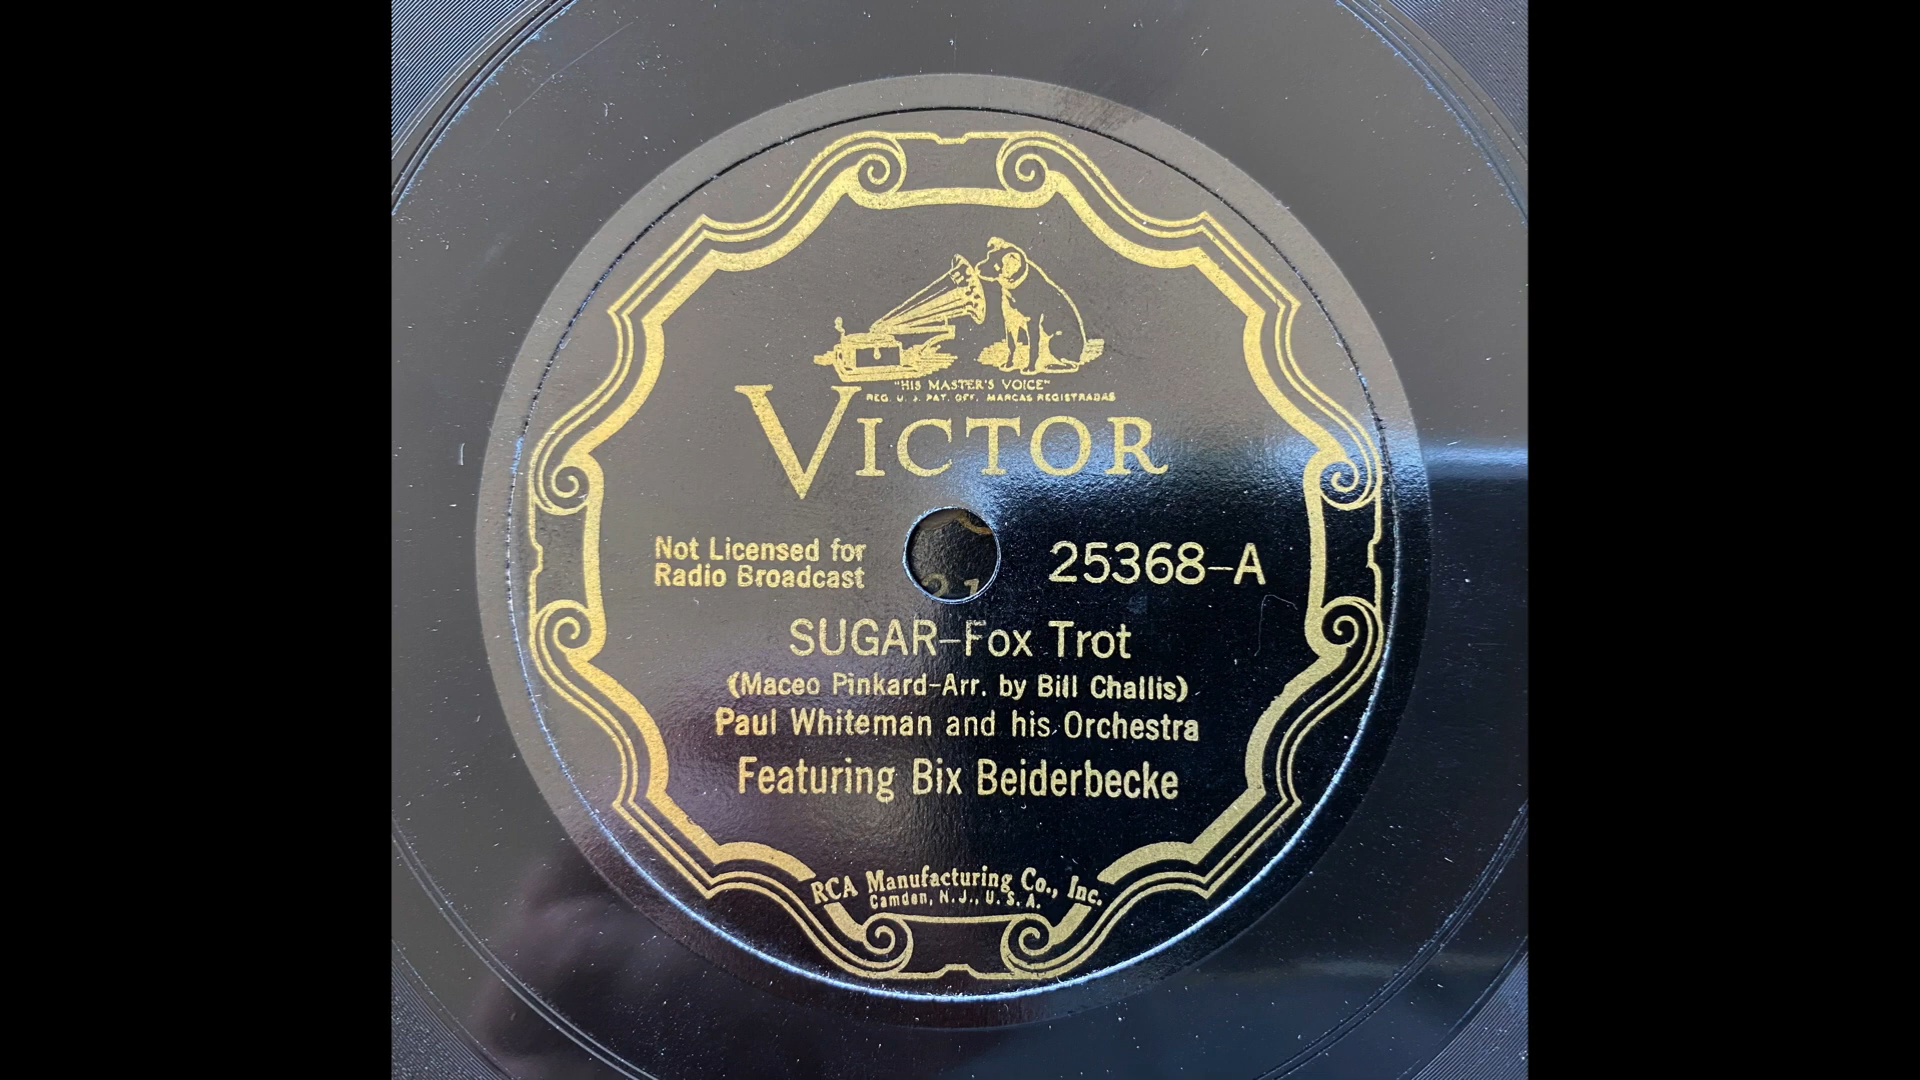 "HIS MASTER'S VOICE"
REG. U. S. PAT. OFF. MARCAS REGISTRADAS
VICTOR
Not Licensed for
Radio Broadcast
25368-A
SUGAR-Fox Trot
(Maceo Pinkard-Arr. by Bill Challis)
Paul Whiteman and his Orchestra
Featuring Bix Beiderbecke
RCA Manufacturing Co., Inc.
Camden, N. J., U. S. A.